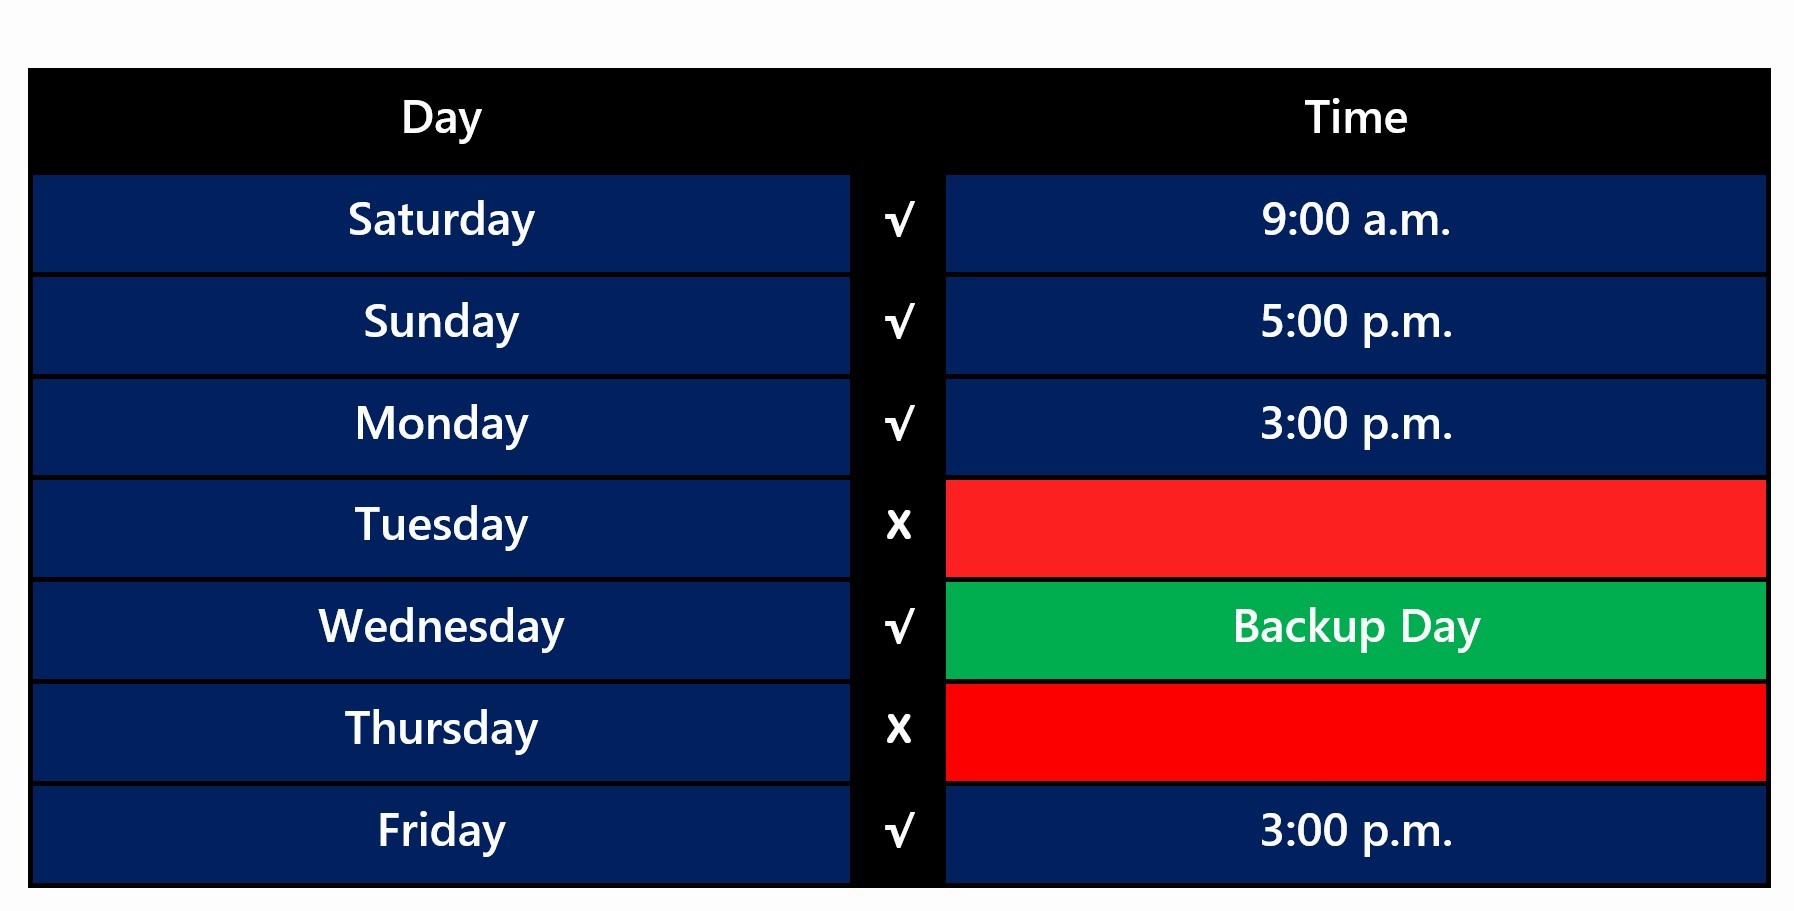 Day Time
Saturday √ 9:00 a.m.
Sunday √ 5:00 p.m.
Monday √ 3:00 p.m.
Tuesday X
Wednesday √ Backup Day
Thursday X
Friday √ 3:00 p.m.